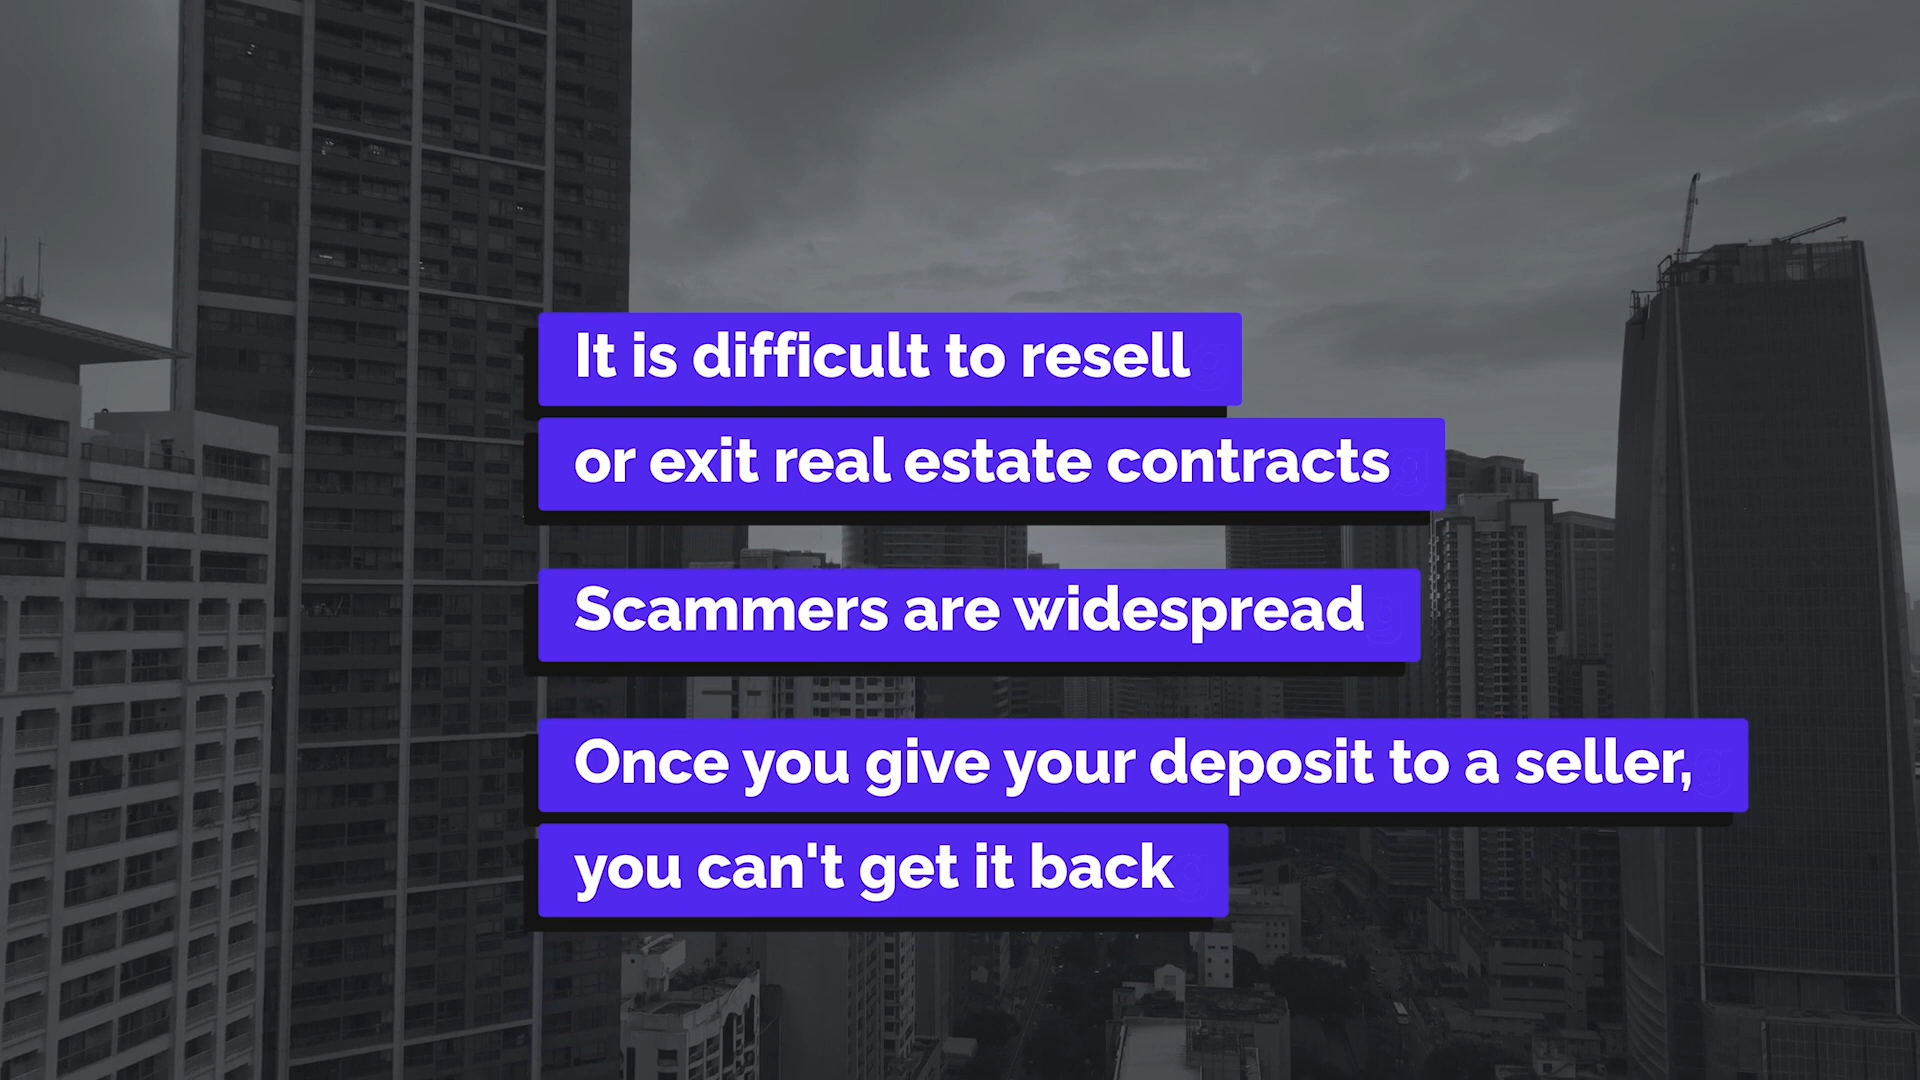 It is difficult to resell
or exit real estate contracts
Scammers are widespread
Once you give your deposit to a seller,
you can't get it back